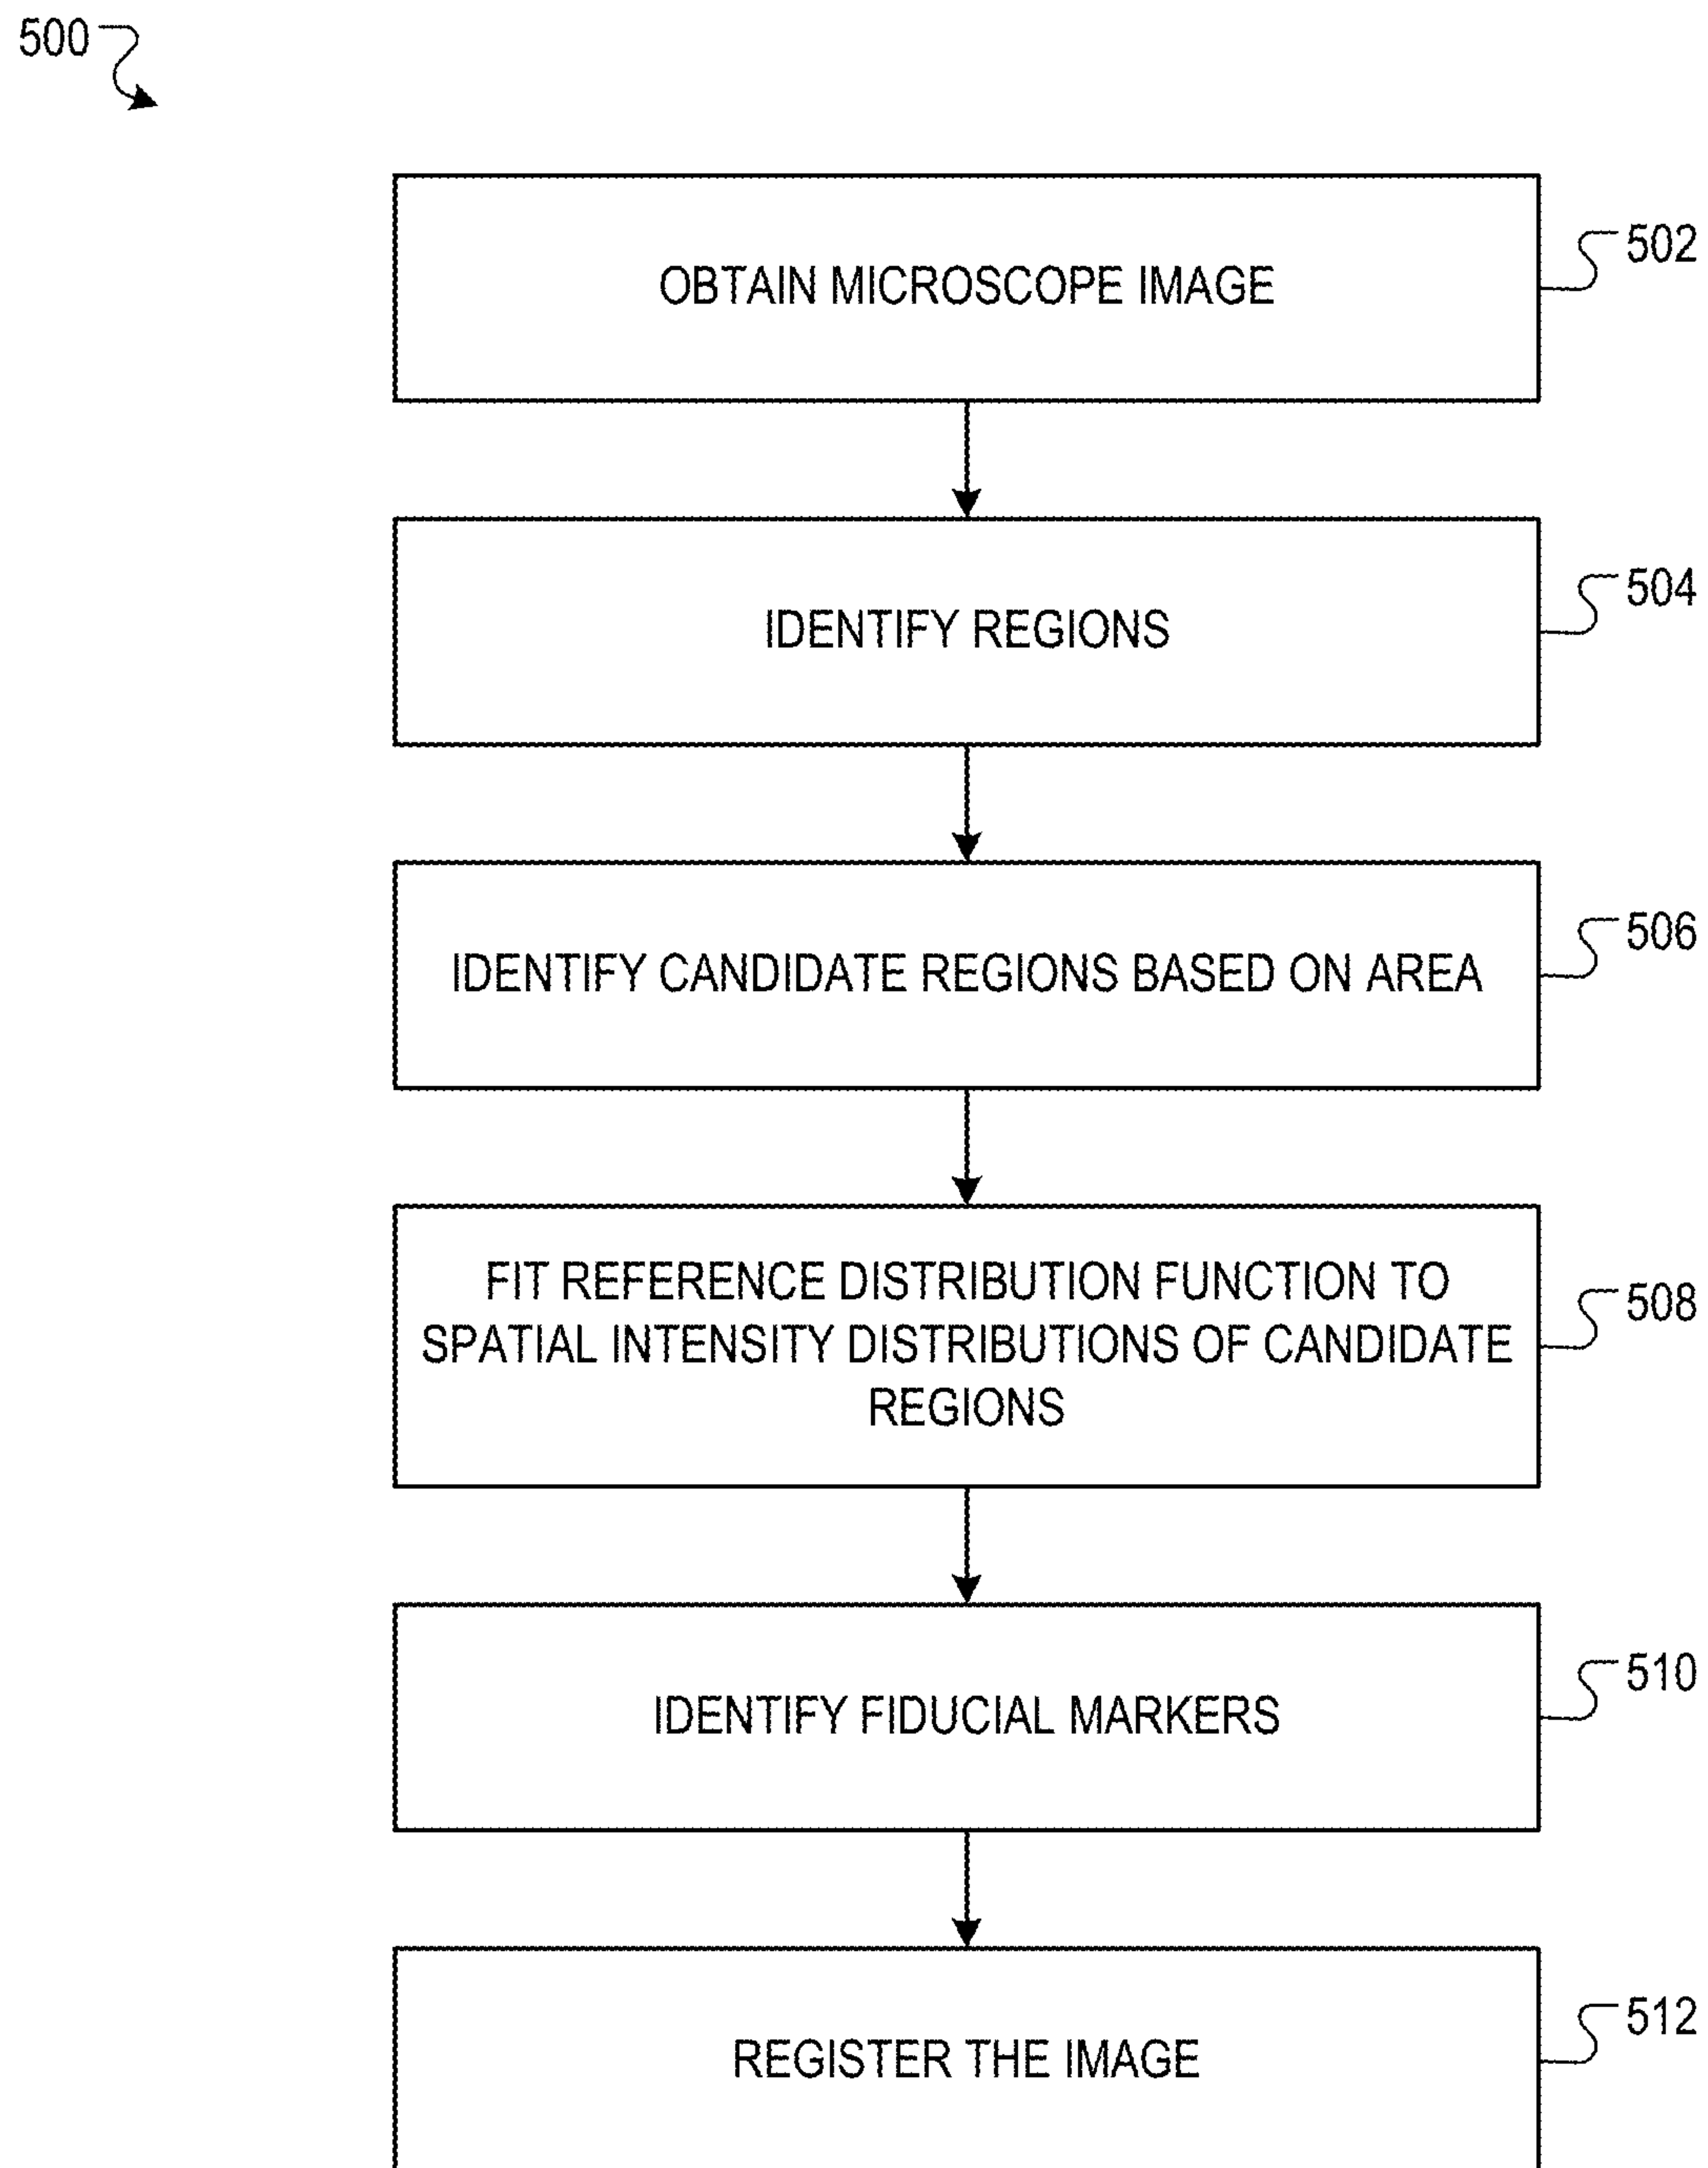 500
OBTAIN MICROSCOPE IMAGE
502
IDENTIFY REGIONS
504
IDENTIFY CANDIDATE REGIONS BASED ON AREA
506
FIT REFERENCE DISTRIBUTION FUNCTION TO
SPATIAL INTENSITY DISTRIBUTIONS OF CANDIDATE
REGIONS
508
IDENTIFY FIDUCIAL MARKERS
510
REGISTER THE IMAGE
512